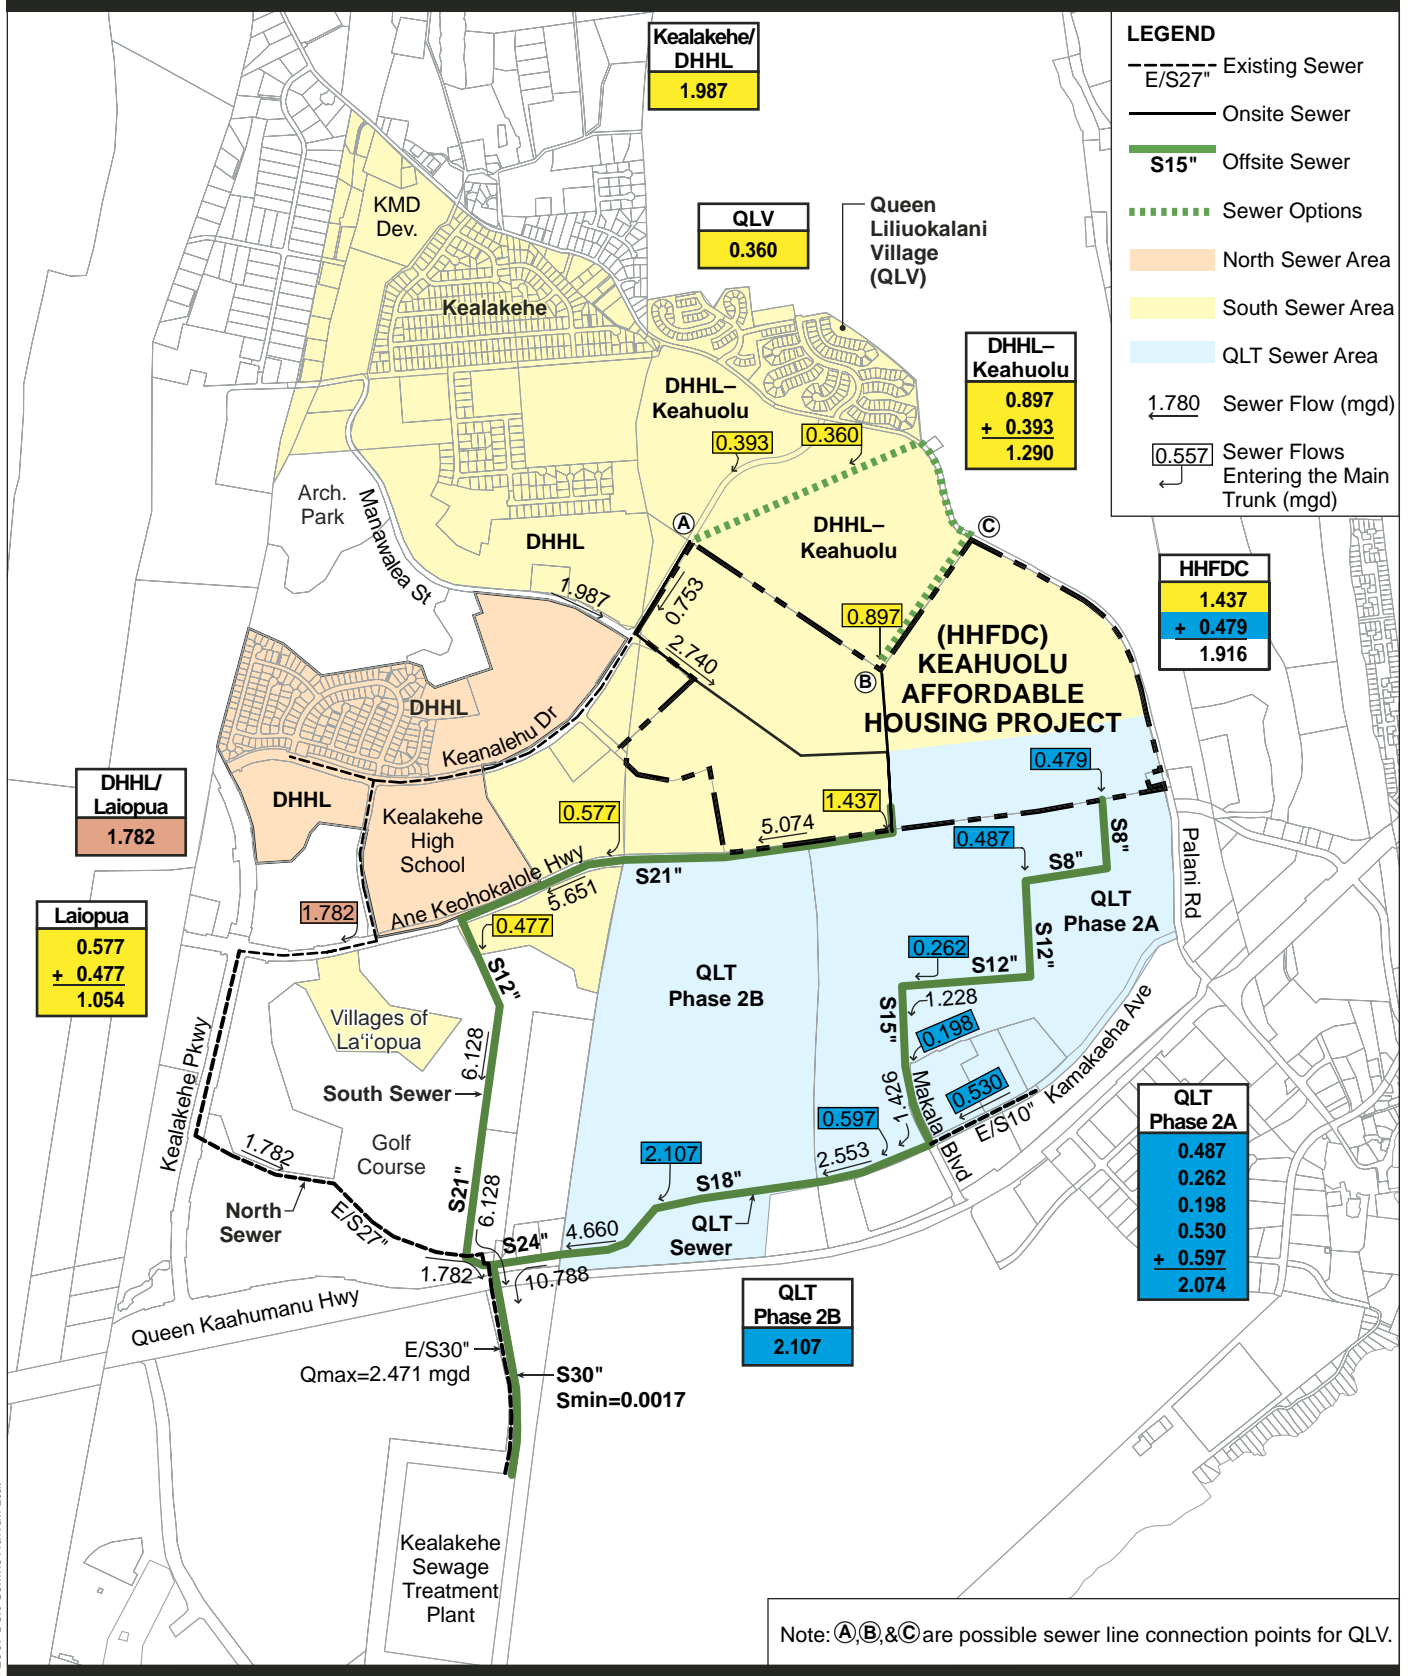 Kealakehe/
DHHL
1.987
LEGEND
E/S27"
Existing Sewer
Onsite Sewer
S15"
Offsite Sewer
Sewer Options
North Sewer Area
South Sewer Area
QLT Sewer Area
1.780
Sewer Flow (mgd)
0.557
Sewer Flows
Entering the Main
Trunk (mgd)
KMD
Dev.
QLV
0.360
Queen
Liliuokalani
Village
(QLV)
Kealakehe
DHHL–
Keahuolu
0.897
+ 0.393
1.290
DHHL–
Keahuolu
0.393
0.360
Arch.
Park
Manawalea St
DHHL
A
DHHL–
Keahuolu
C
HHFDC
1.437
+ 0.479
1.916
1.987
0.753
2.740
0.897
B
(HHFDC)
KEAHUOLU
AFFORDABLE
HOUSING PROJECT
DHHL
Keanalehu Dr
0.479
DHHL/
Laiopua
1.782
DHHL
Kealakehe
High
School
0.577
1.437
5.074
0.487
S8"
S8"
Palani Rd
Ane Keohokalole Hwy
5.651
S21"
QLT
Phase 2A
Laiopua
0.577
+ 0.477
1.054
1.782
0.477
S12"
0.262
S12"
S12"
QLT
Phase 2B
1.228
S15"
0.198
Villages of
La'i'opua
6.128
Kealakehe Pkwy
South Sewer
1.426
Makala
Blvd
0.530
E/S10"
Kamakaeha Ave
QLT
Phase 2A
0.487
0.262
0.198
0.530
+ 0.597
2.074
Golf
Course
0.597
2.553
1.782
2.107
S18"
S21"
6.128
North
Sewer
E/S27"
QLT
Sewer
4.660
S24"
1.782
10.788
Queen Kaahumanu Hwy
QLT
Phase 2B
2.107
E/S30"
Qmax=2.471 mgd
S30"
Smin=0.0017
Kealakehe
Sewage
Treatment
Plant
Note: A,B,&C are possible sewer line connection points for QLV.